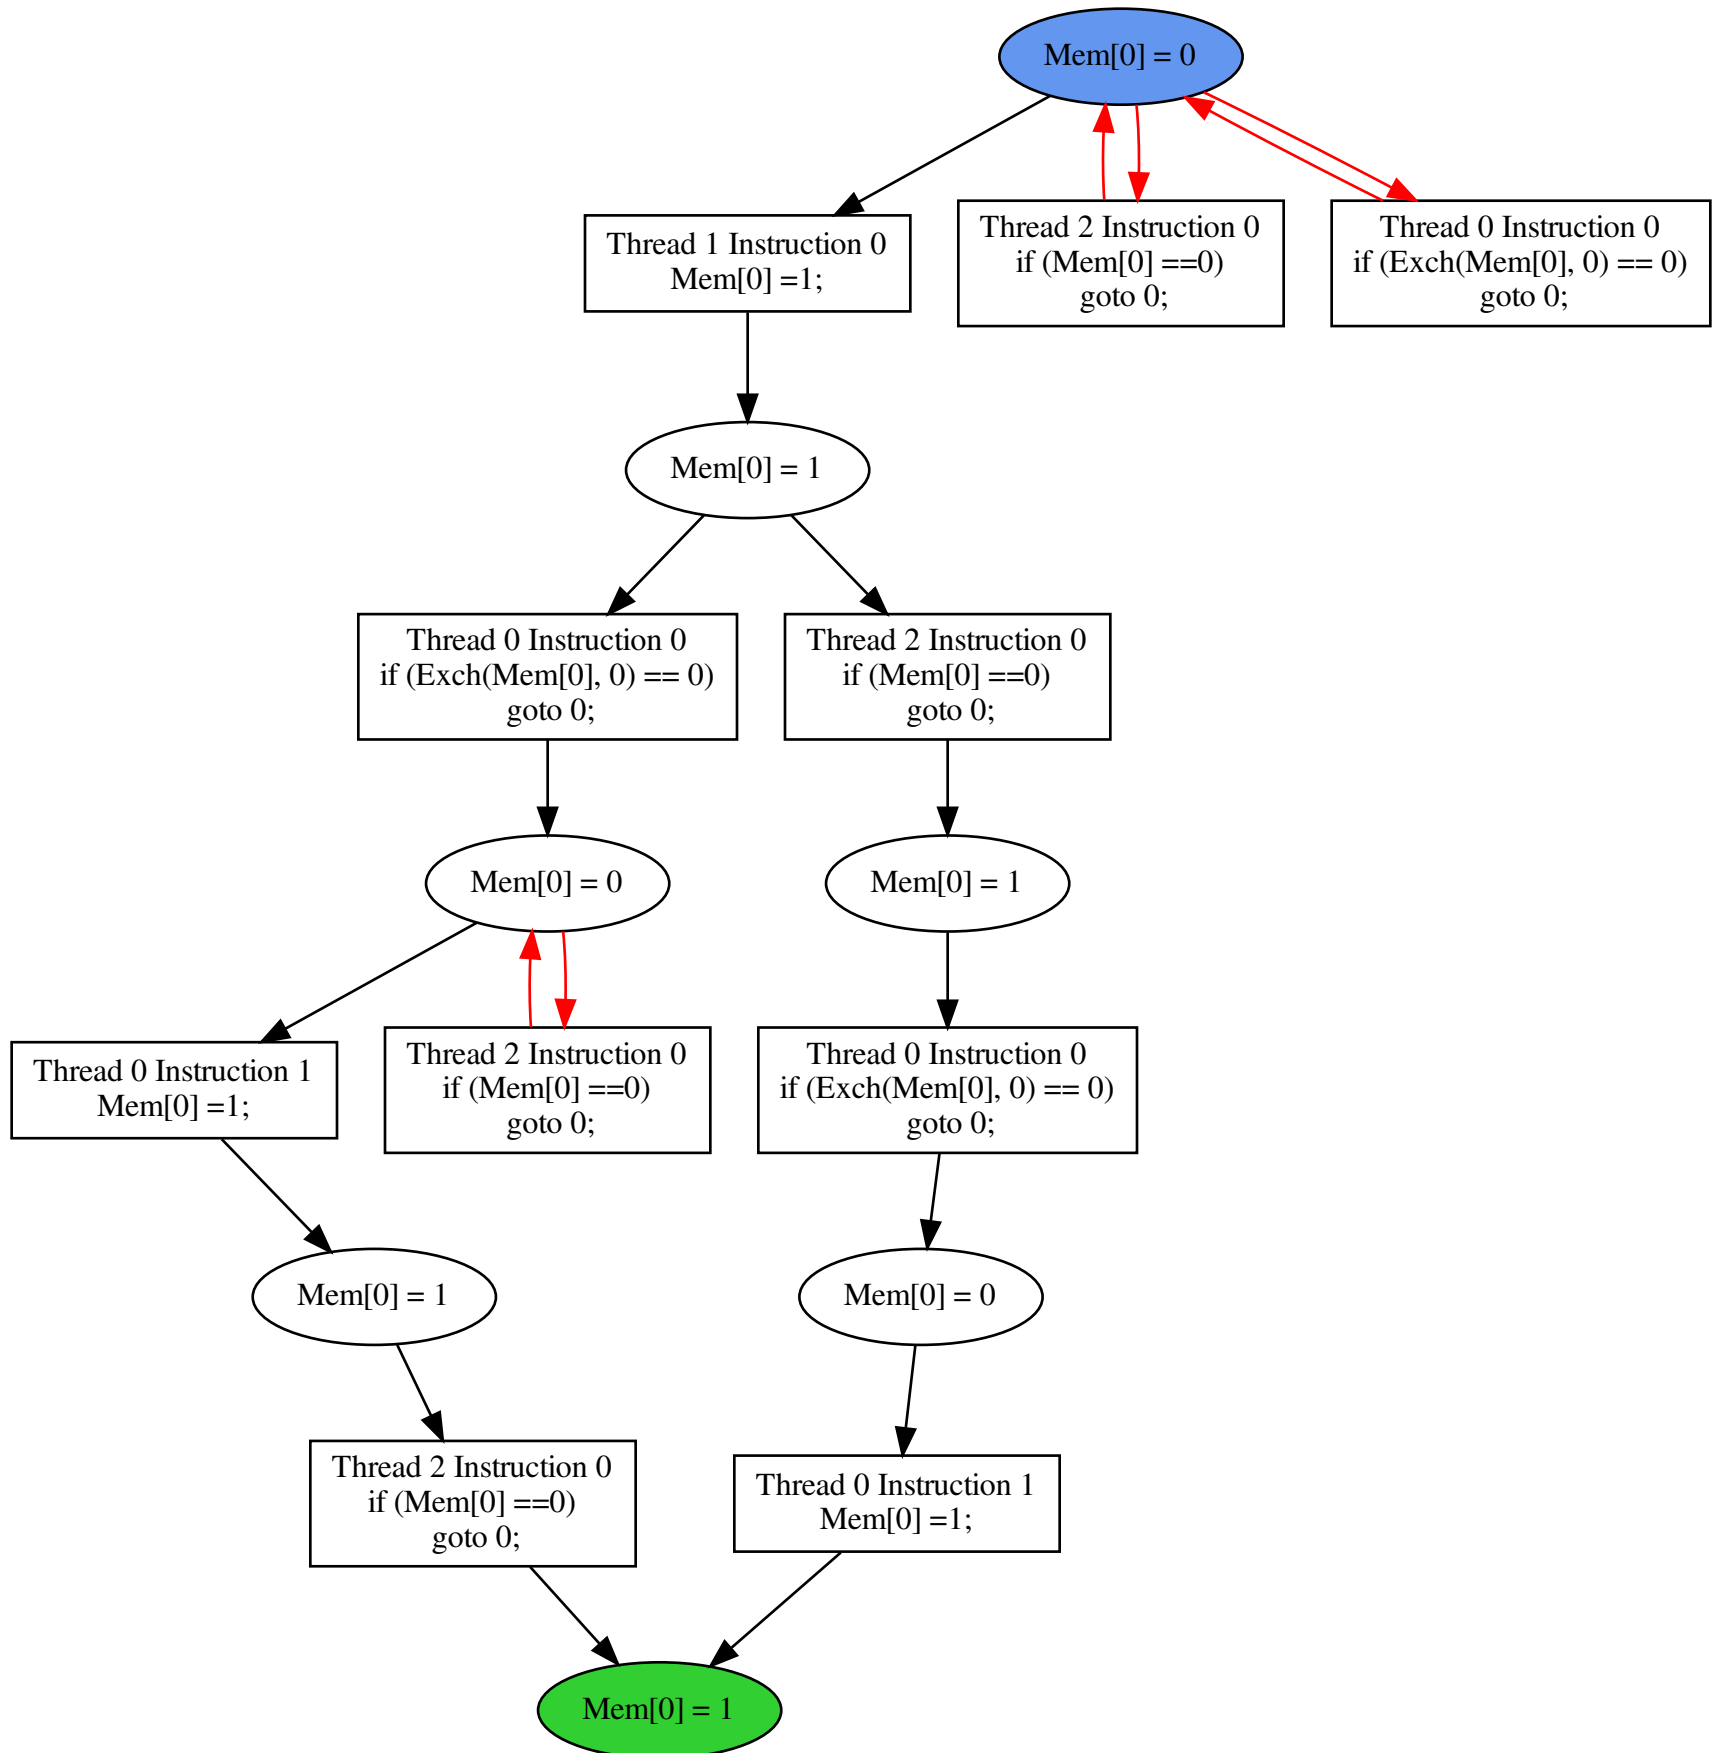 Mem[0] = 0
Thread 1 Instruction 0
Mem[0] =1;
Thread 2 Instruction 0
if (Mem[0] ==0)
goto 0;
Thread 0 Instruction 0
if (Exch(Mem[0], 0) == 0)
goto 0;
Mem[0] = 1
Thread 0 Instruction 0
if (Exch(Mem[0], 0) == 0)
goto 0;
Thread 2 Instruction 0
if (Mem[0] ==0)
goto 0;
Mem[0] = 0
Mem[0] = 1
Thread 0 Instruction 1
Mem[0] =1;
Thread 2 Instruction 0
if (Mem[0] ==0)
goto 0;
Thread 0 Instruction 0
if (Exch(Mem[0], 0) == 0)
goto 0;
Mem[0] = 1
Mem[0] = 0
Thread 2 Instruction 0
if (Mem[0] ==0)
goto 0;
Thread 0 Instruction 1
Mem[0] =1;
Mem[0] = 1